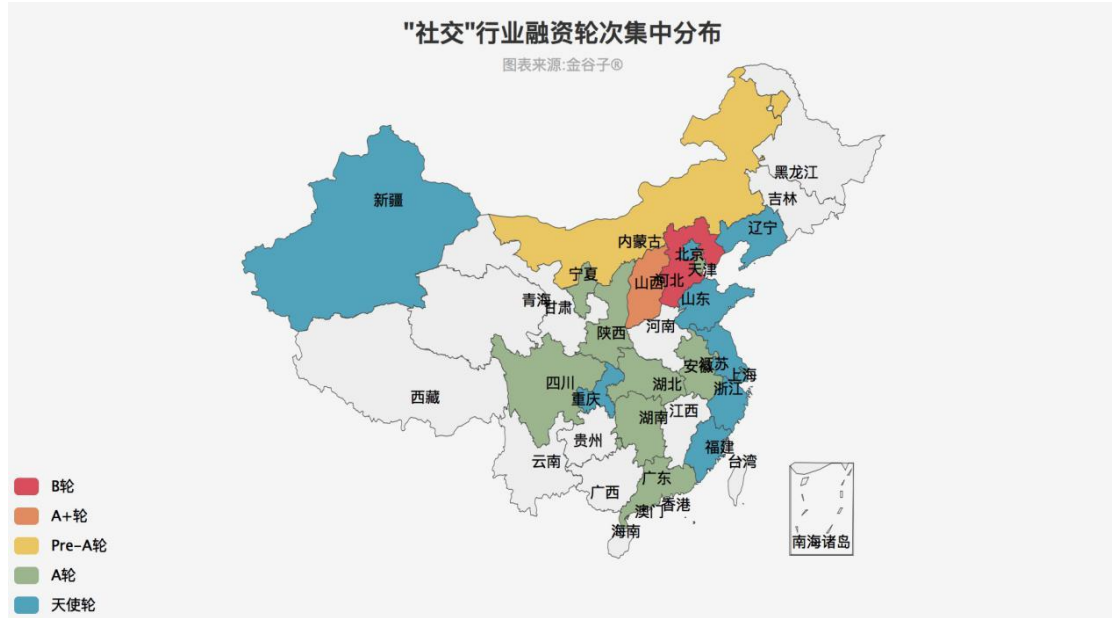 "社交"行业融资轮次集中分布
图表来源:金谷子®
黑龙江
吉林
新疆
辽宁
内蒙古
北京
天津
宁夏
山西
河北
青海
甘肃
山东
河南
陕西
安徽
江苏
上海
四川
湖北
浙江
西藏
重庆
湖南
江西
贵州
福建
云南
台湾
广东
广西
香港
澳门
海南
南海诸岛
B轮
A+轮
Pre-A轮
A轮
天使轮